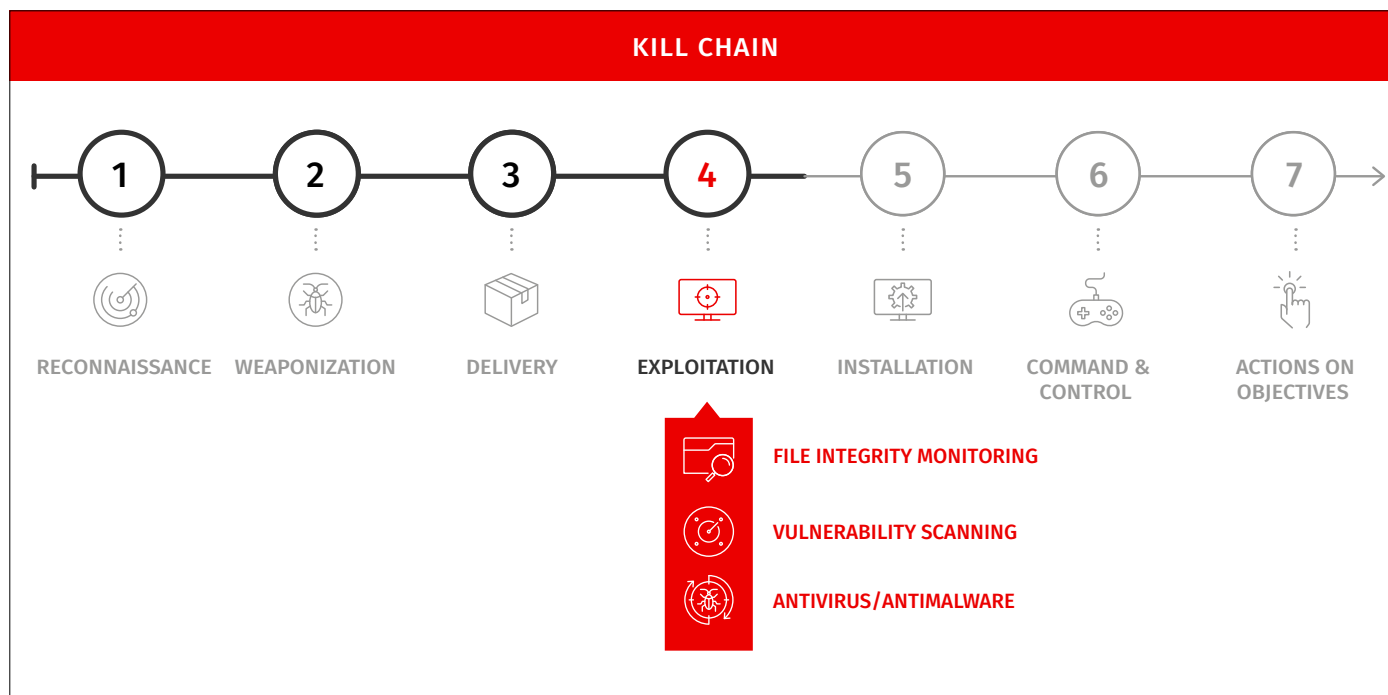 KILL CHAIN
1 2 3 4 5 6 7
RECONNAISSANCE WEAPONIZATION DELIVERY EXPLOITATION INSTALLATION COMMAND &
CONTROL ACTIONS ON
OBJECTIVES
FILE INTEGRITY MONITORING
VULNERABILITY SCANNING
ANTIVIRUS/ANTIMALWARE